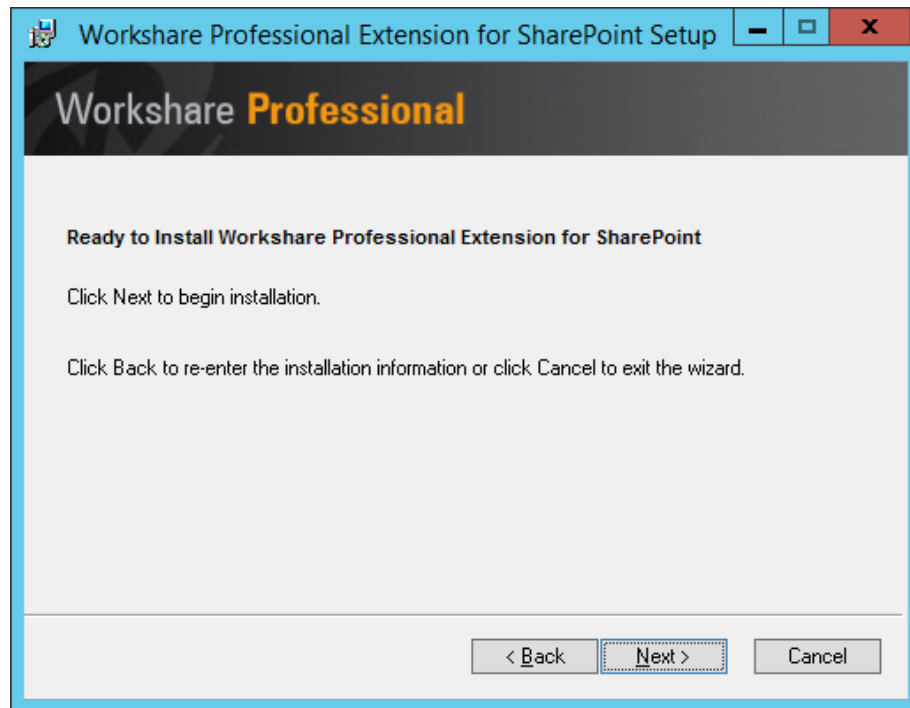 Workshare Professional Extension for SharePoint Setup
Workshare Professional
Ready to Install Workshare Professional Extension for SharePoint
Click Next to begin installation.
Click Back to re-enter the installation information or click Cancel to exit the wizard.
< Back Next > Cancel